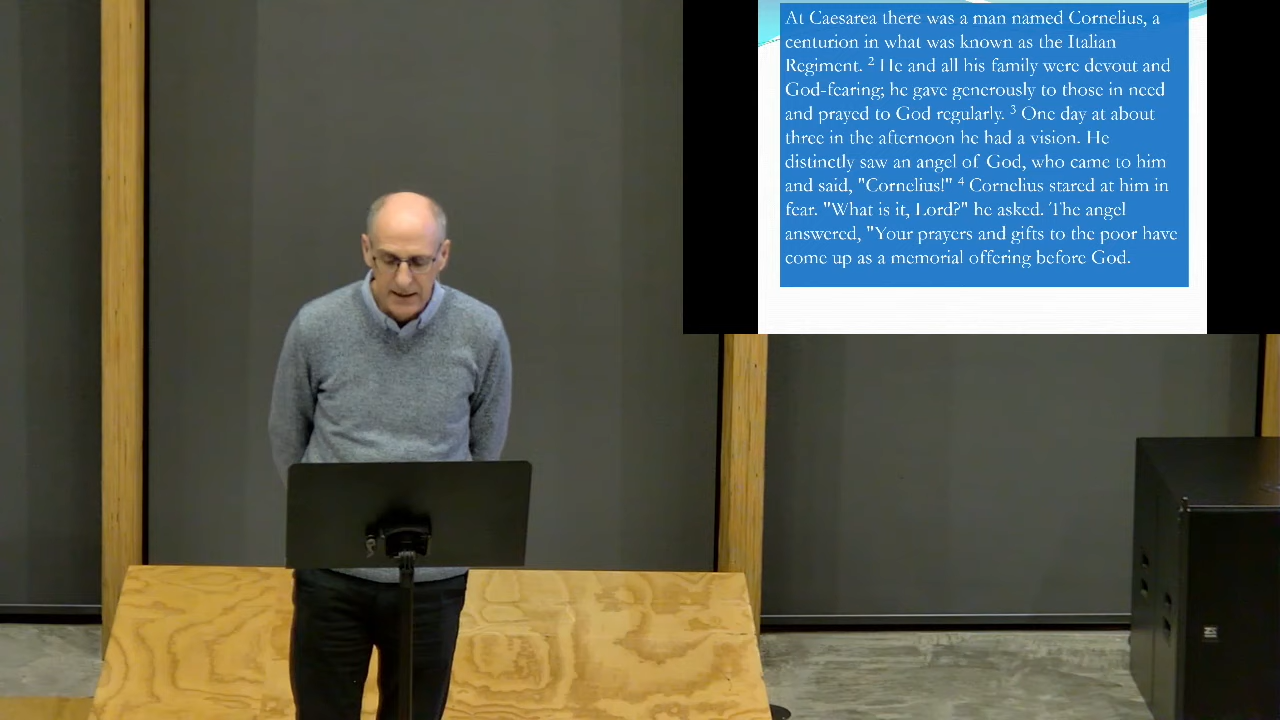 At Caesarea there was a man named Cornelius, a
centurion in what was known as the Italian
Regiment. ² He and all his family were devout and
God-fearing; he gave generously to those in need
and prayed to God regularly. ³ One day at about
three in the afternoon he had a vision. He
distinctly saw an angel of God, who came to him
and said, "Cornelius!" ⁴ Cornelius stared at him in
fear. "What is it, Lord?" he asked. The angel
answered, "Your prayers and gifts to the poor have
come up as a memorial offering before God.